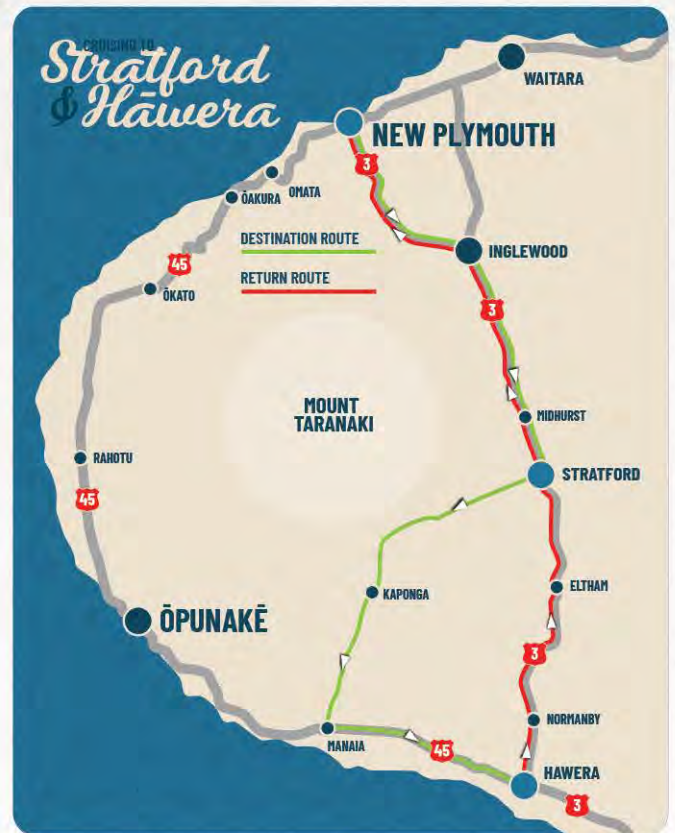 CRUISING TO
Stratford
& Hāwera
WAITARA
NEW PLYMOUTH
3
OMATA
ŌAKURA
DESTINATION ROUTE
INGLEWOOD
45
RETURN ROUTE
ŌKATO
3
MOUNT
TARANAKI
MIDHURST
RAHOTU
STRATFORD
45
KAPONGA
ELTHAM
ŌPUNAKĒ
3
NORMANBY
MANAIA
45
HAWERA
3